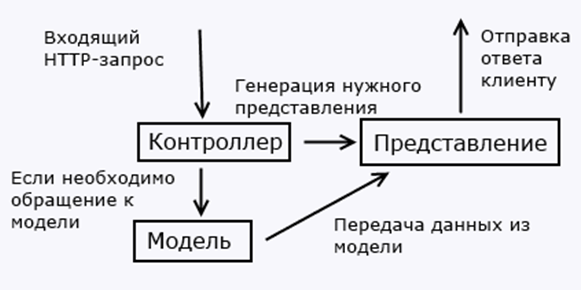 Входящий
HTTP-запрос
Отправка
ответа
клиенту
Генерация нужного
представления
Контроллер
Представление
Если необходимо
обращение к
модели
Модель
Передача данных из
модели